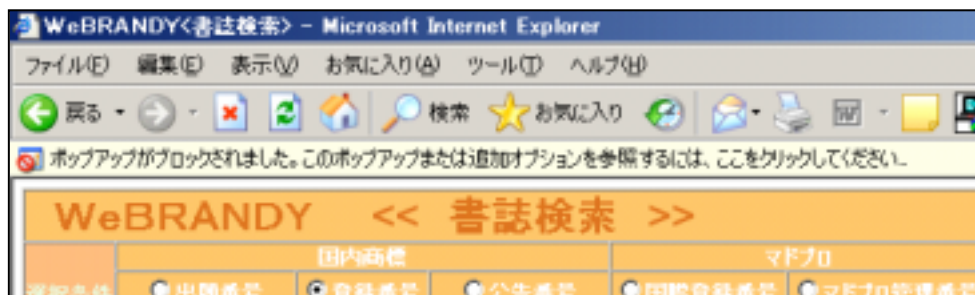 WeBRANDY<書誌検索> - Microsoft Internet Explorer
ファイル(F) 編集(E) 表示(V) お気に入り(A) ツール(T) ヘルプ(H)
戻る 検索 お気に入り
ポップアップがブロックされました。このポップアップまたは追加オプションを参照するには、ここをクリックしてください...
WeBRANDY << 書誌検索 >>
国内商標 マドプロ
選択条件 出願番号 登録番号 公告番号 国際登録番号 マドプロ管理番号